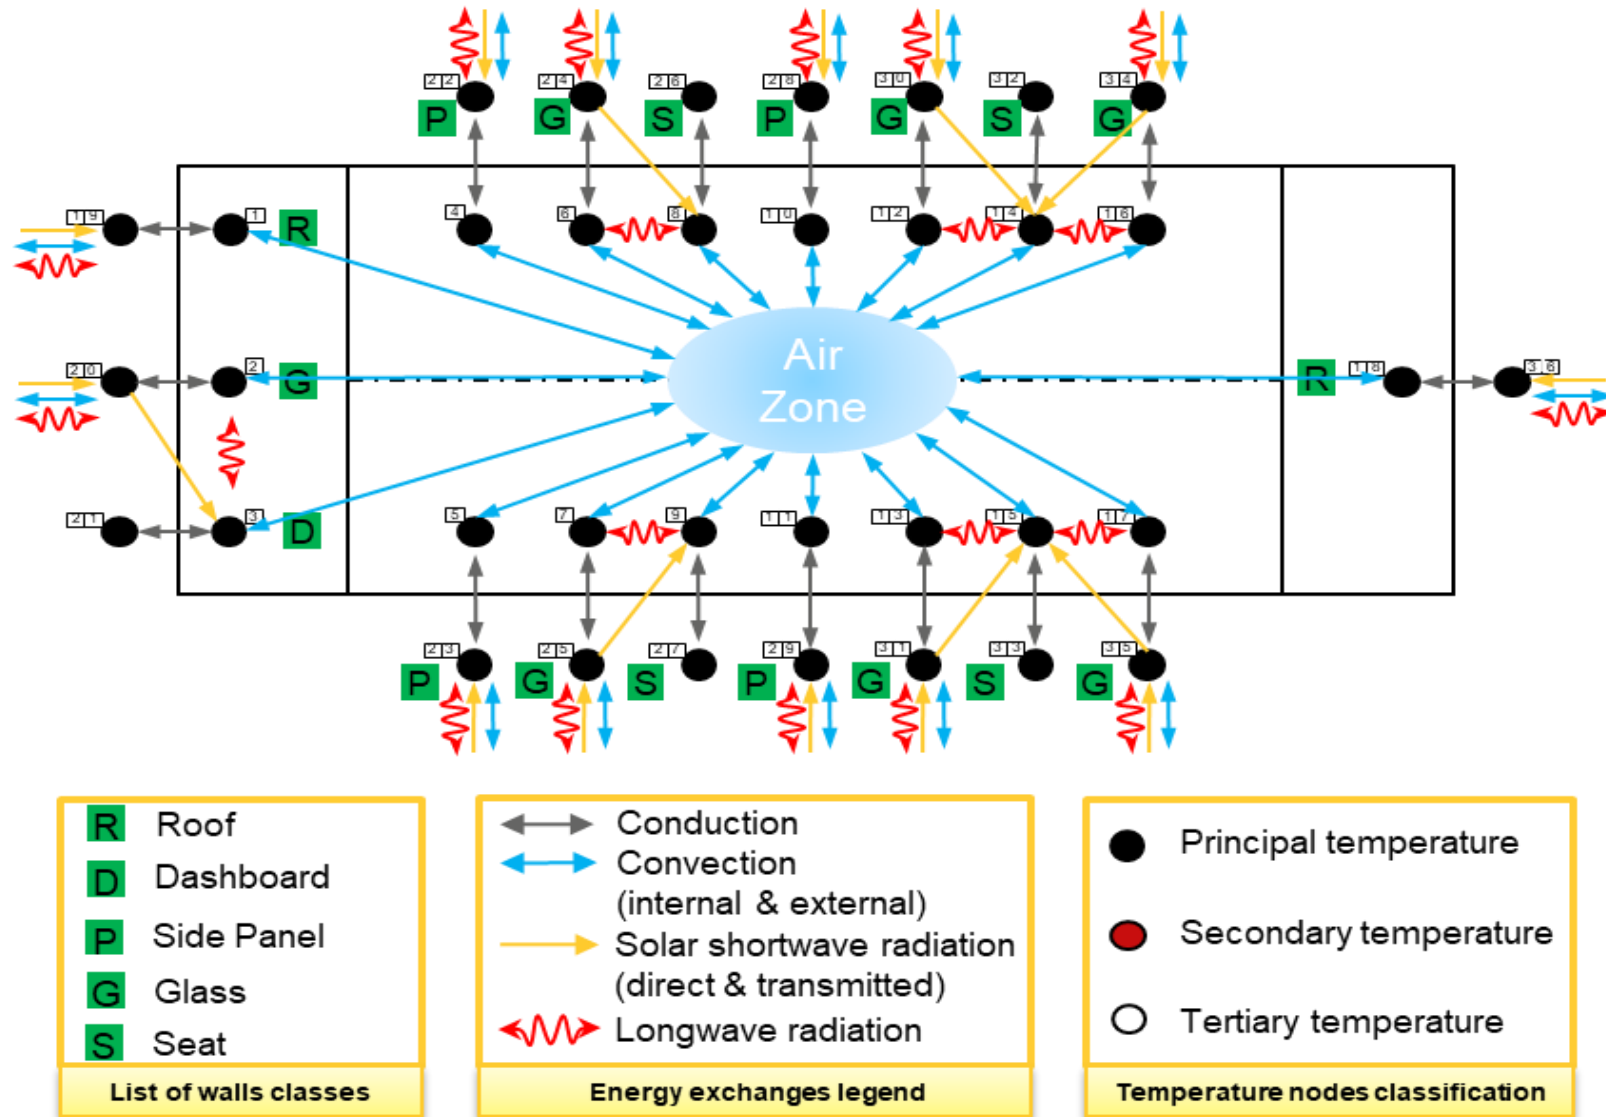 22 24 26 28 30 32 34
P G S P G S G
19 1 R 4 6 8 10 12 14 16
Air
Zone
20 2 G R 18 36
21 3 D 5 7 9 11 13 15 17
23 25 27 29 31 33 35
P G S P G S G
R Roof
D Dashboard
P Side Panel
G Glass
S Seat
List of walls classes
Conduction
Convection
(internal & external)
Solar shortwave radiation
(direct & transmitted)
Longwave radiation
Energy exchanges legend
Principal temperature
Secondary temperature
Tertiary temperature
Temperature nodes classification